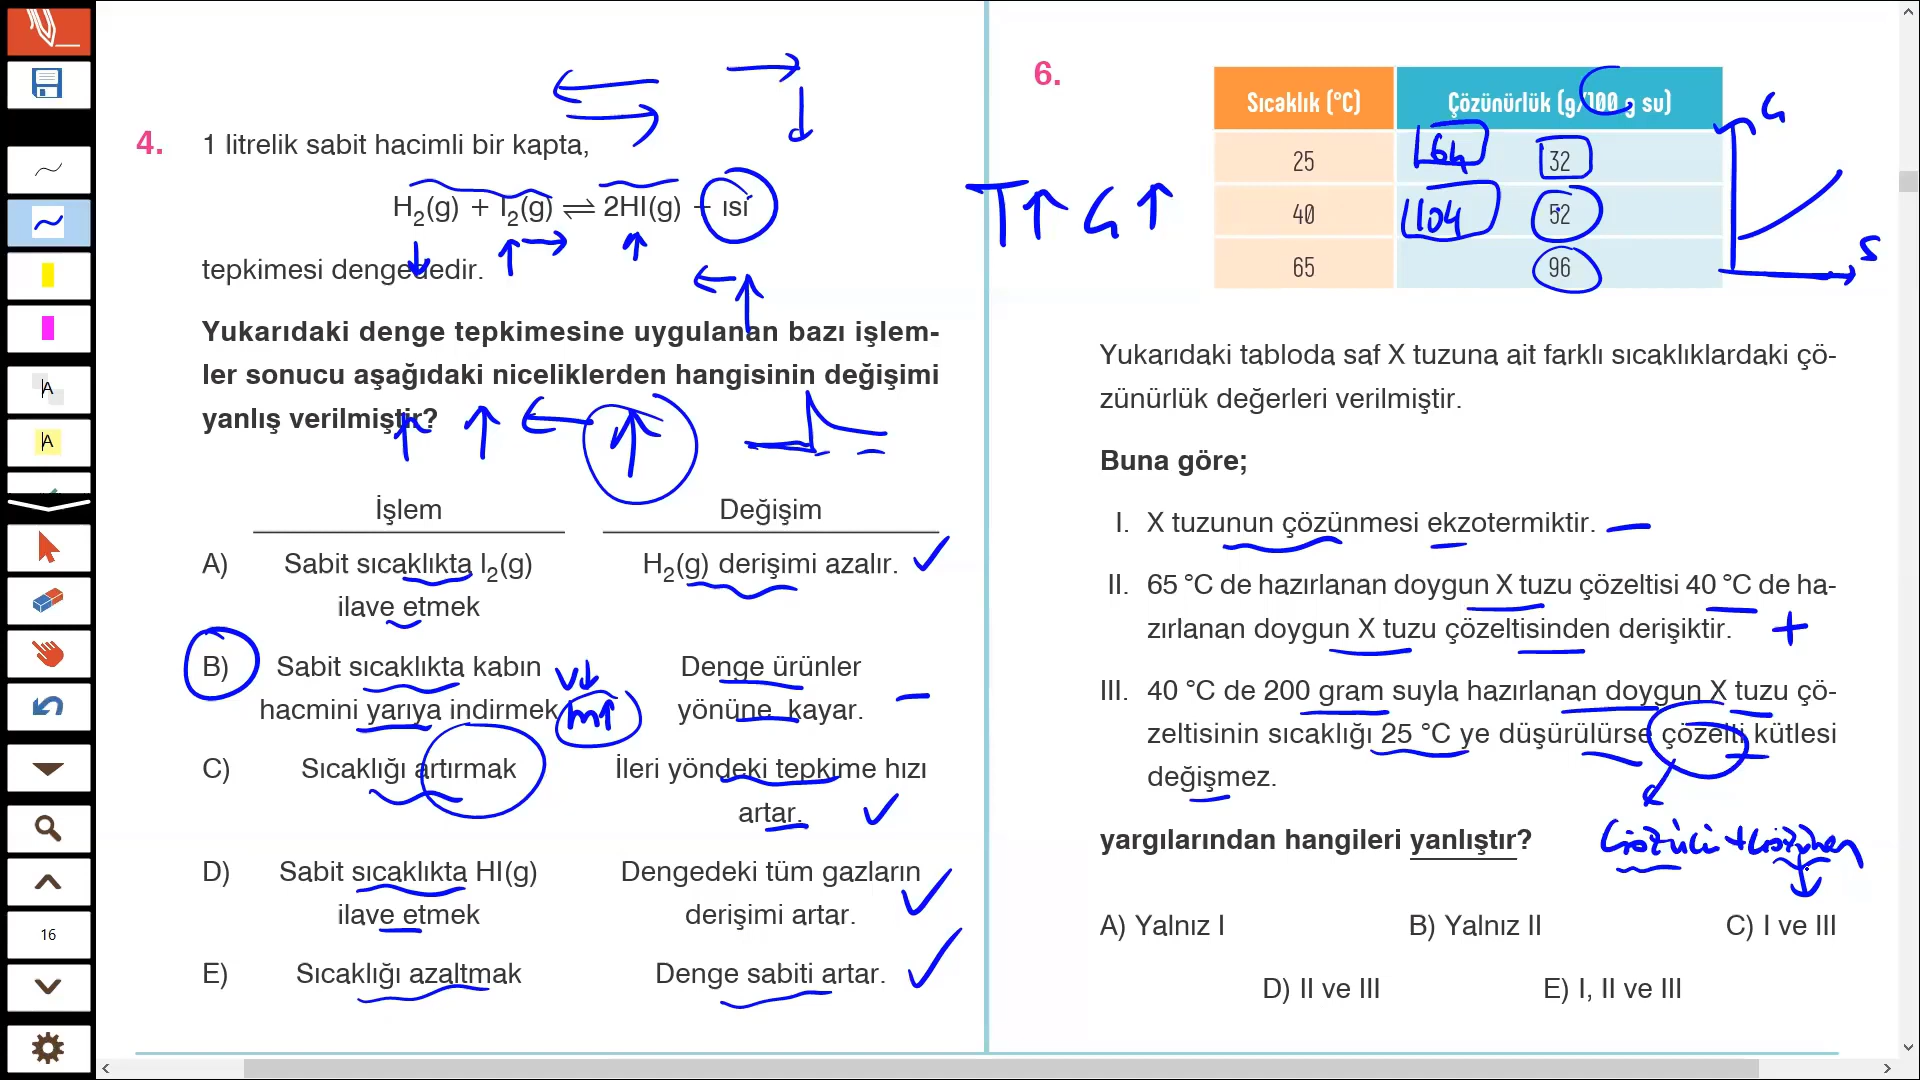 4.
1 litrelik sabit hacimli bir kapta,
H2(g) + I2(g) ⇌ 2HI(g) + ısı
tepkimesi dengededir.
Yukarıdaki denge tepkimesine uygulanan bazı işlem-
ler sonucu aşağıdaki niceliklerden hangisinin değişimi
yanlış verilmiştir?
İşlem Değişim
A) Sabit sıcaklıkta I2(g) H2(g) derişimi azalır.
ilave etmek
B) Sabit sıcaklıkta kabın Denge ürünler
V↓
hacmini yarıya indirmek yönüne kayar.
C) Sıcaklığı artırmak İleri yöndeki tepkime hızı
artar.
D) Sabit sıcaklıkta HI(g) Dengedeki tüm gazların
ilave etmek derişimi artar.
E) Sıcaklığı azaltmak Denge sabiti artar.
6.
Sıcaklık (°C) Çözünürlük (g/100 g su)
25 64 32
40 104 52
65 96
T↑ Ç↑
Ç
S
Yukarıdaki tabloda saf X tuzuna ait farklı sıcaklıklardaki çö-
zünürlük değerleri verilmiştir.
Buna göre;
I. X tuzunun çözünmesi ekzotermiktir. –
II. 65 °C de hazırlanan doygun X tuzu çözeltisi 40 °C de ha-
zırlanan doygun X tuzu çözeltisinden derişiktir. +
III. 40 °C de 200 gram suyla hazırlanan doygun X tuzu çö-
zeltisinin sıcaklığı 25 °C ye düşürülürse çözelti kütlesi
değişmez.
yargılarından hangileri yanlıştır?
Çözücü + Çözünen
A) Yalnız I B) Yalnız II C) I ve III
D) II ve III E) I, II ve III
A
A
16